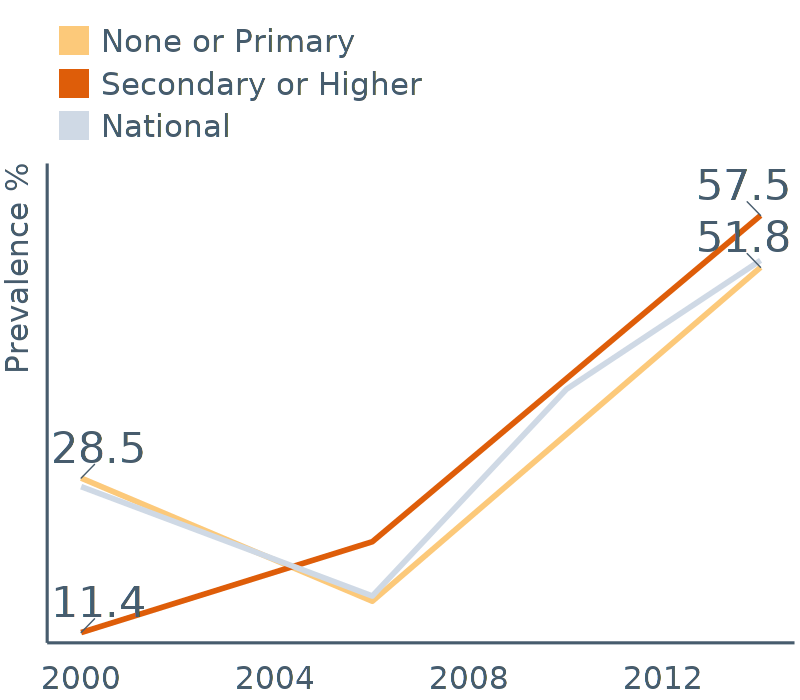 None or Primary
Secondary or Higher
National
Prevalence %
57.5
51.8
28.5
11.4
2000 2004 2008 2012